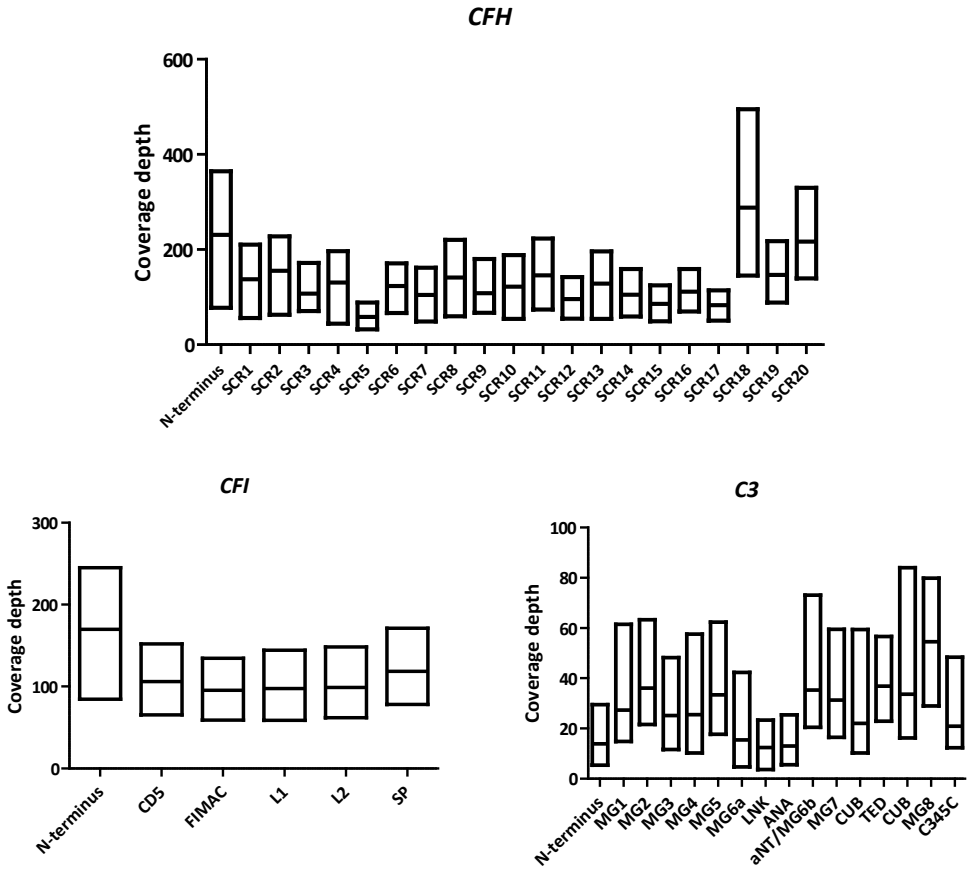 CFH
Coverage depth
600
400
200
0
N-terminus
SCR1
SCR2
SCR3
SCR4
SCR5
SCR6
SCR7
SCR8
SCR9
SCR10
SCR11
SCR12
SCR13
SCR14
SCR15
SCR16
SCR17
SCR18
SCR19
SCR20
CFI
Coverage depth
300
200
100
0
N-terminus
CD5
FIMAC
L1
L2
SP
C3
Coverage depth
100
80
60
40
20
0
N-terminus
MG1
MG2
MG3
MG4
MG5
MG6a
LNK
ANA
aNT/MG6b
MG7
CUB
TED
CUB
MG8
C345C